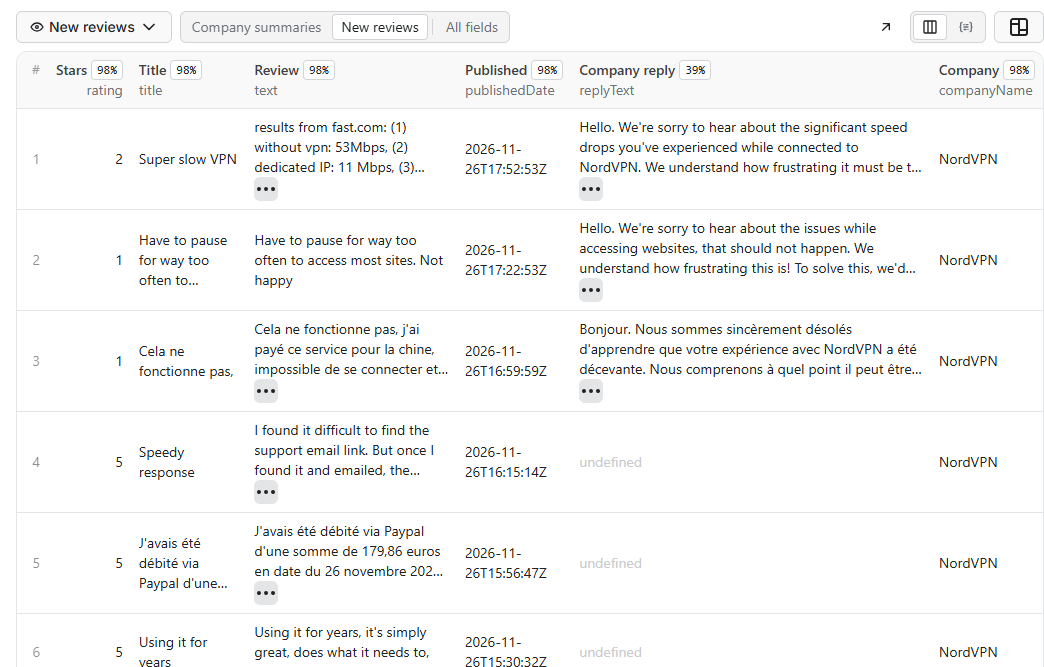 New reviews
Company summaries New reviews All fields
# Stars 98% Title 98% Review 98% Published 98% Company reply 39% Company 98%
rating title text publishedDate replyText companyName
1
2
Super slow VPN
results from fast.com: (1)
without vpn: 53Mbps, (2)
dedicated IP: 11 Mbps, (3)...
2026-11-
26T17:52:53Z
Hello. We're sorry to hear about the significant speed
drops you've experienced while connected to
NordVPN. We understand how frustrating it must be t...
NordVPN
2
1
Have to pause
for way too
often to...
Have to pause for way too
often to access most sites. Not
happy
2026-11-
26T17:22:53Z
Hello. We're sorry to hear about the issues while
accessing websites, that should not happen. We
understand how frustrating this is! To solve this, we'd...
NordVPN
3
1
Cela ne
fonctionne pas,
Cela ne fonctionne pas, j'ai
payé ce service pour la chine,
impossible de se connecter et...
2026-11-
26T16:59:59Z
Bonjour. Nous sommes sincèrement désolés
d'apprendre que votre expérience avec NordVPN a été
décevante. Nous comprenons à quel point il peut être...
NordVPN
4
5
Speedy
response
I found it difficult to find the
support email link. But once I
found it and emailed, the...
2026-11-
26T16:15:14Z
undefined
NordVPN
5
5
J'avais été
débité via
Paypal d'une...
J'avais été débité via Paypal
d'une somme de 179,86 euros
en date du 26 novembre 202...
2026-11-
26T15:56:47Z
undefined
NordVPN
6
5
Using it for
years
Using it for years, it's simply
great, does what it needs to,
2026-11-
26T15:30:32Z
undefined
NordVPN